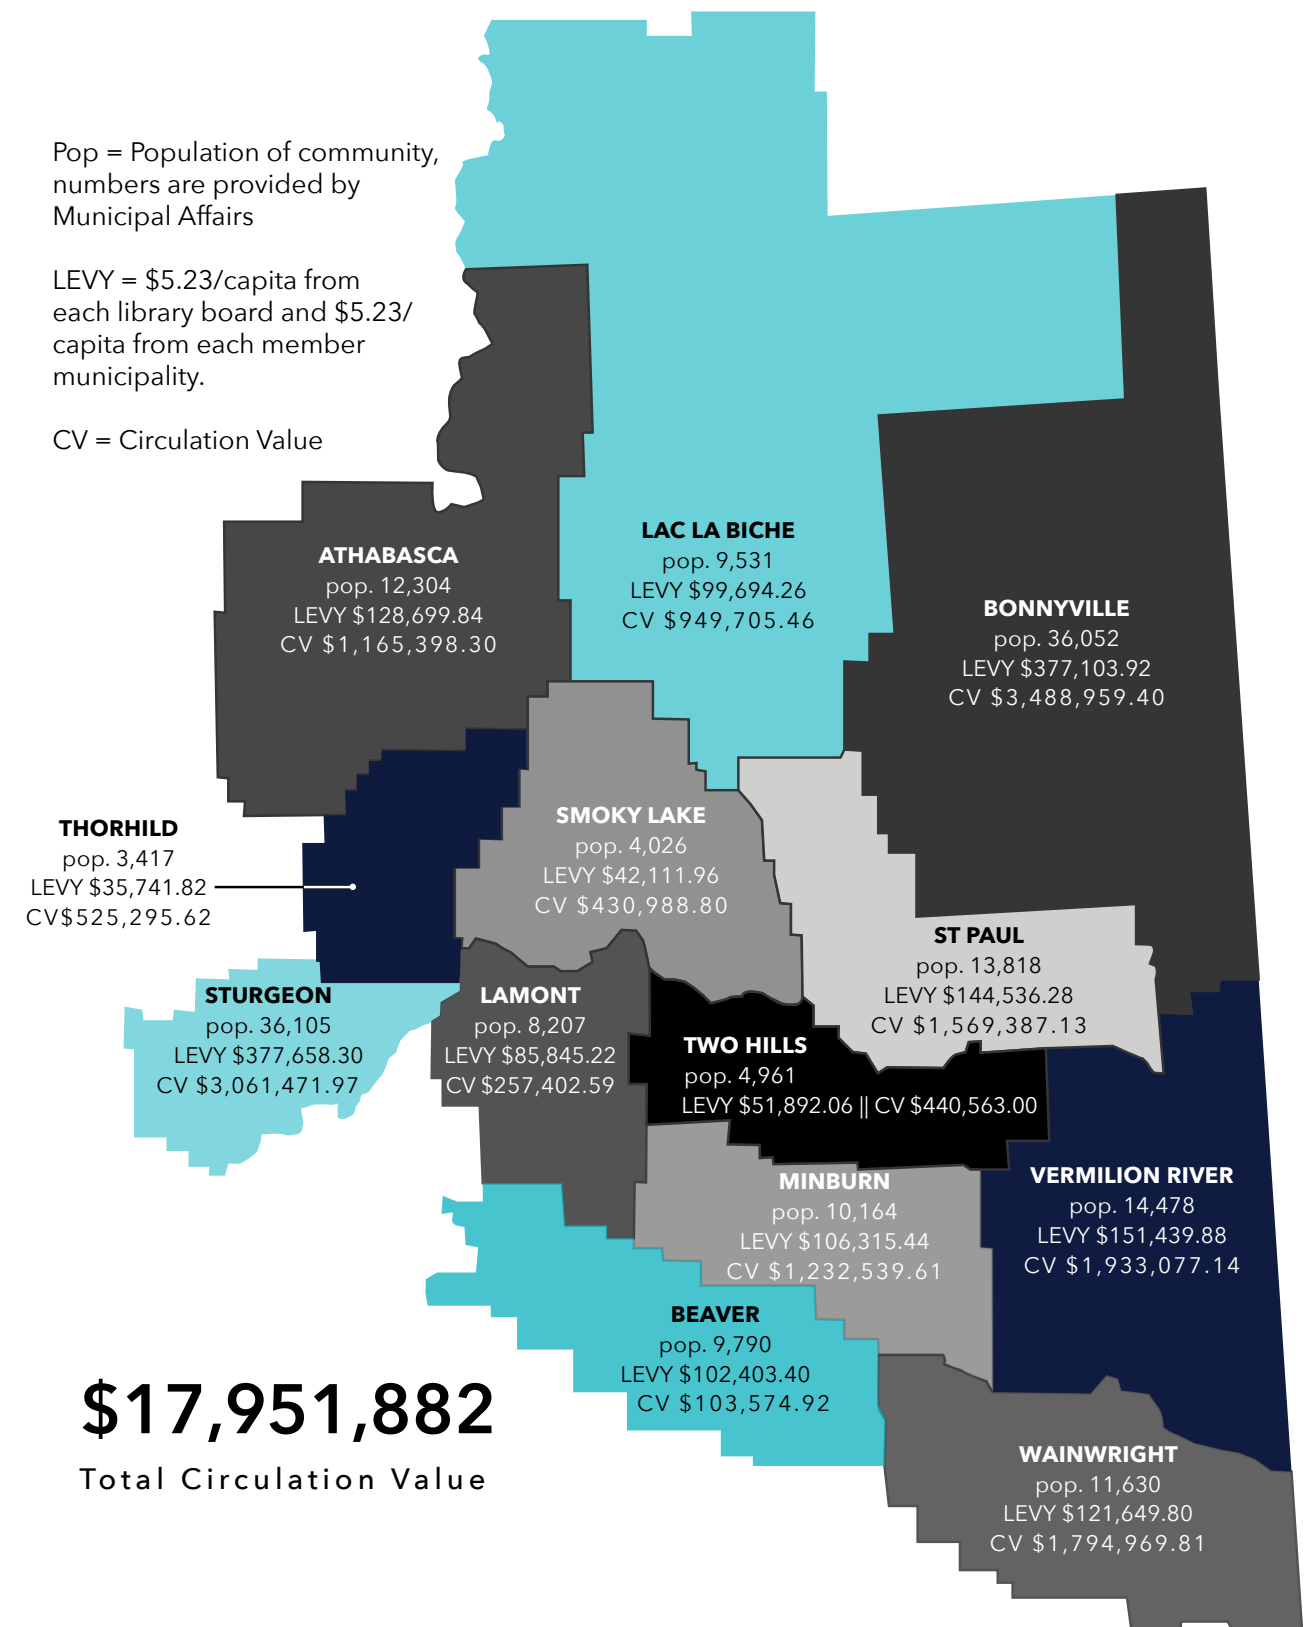 Pop = Population of community,
numbers are provided by
Municipal Affairs
LEVY = $5.23/capita from
each library board and $5.23/
capita from each member
municipality.
CV = Circulation Value
LAC LA BICHE
pop. 9,531
LEVY $99,694.26
CV $949,705.46
ATHABASCA
pop. 12,304
LEVY $128,699.84
CV $1,165,398.30
BONNYVILLE
pop. 36,052
LEVY $377,103.92
CV $3,488,959.40
THORHILD
pop. 3,417
LEVY $35,741.82
CV$525,295.62
SMOKY LAKE
pop. 4,026
LEVY $42,111.96
CV $430,988.80
ST PAUL
pop. 13,818
LEVY $144,536.28
CV $1,569,387.13
STURGEON
pop. 36,105
LEVY $377,658.30
CV $3,061,471.97
LAMONT
pop. 8,207
LEVY $85,845.22
CV $257,402.59
TWO HILLS
pop. 4,961
LEVY $51,892.06 || CV $440,563.00
MINBURN
pop. 10,164
LEVY $106,315.44
CV $1,232,539.61
VERMILION RIVER
pop. 14,478
LEVY $151,439.88
CV $1,933,077.14
BEAVER
pop. 9,790
LEVY $102,403.40
CV $103,574.92
$17,951,882
Total Circulation Value
WAINWRIGHT
pop. 11,630
LEVY $121,649.80
CV $1,794,969.81